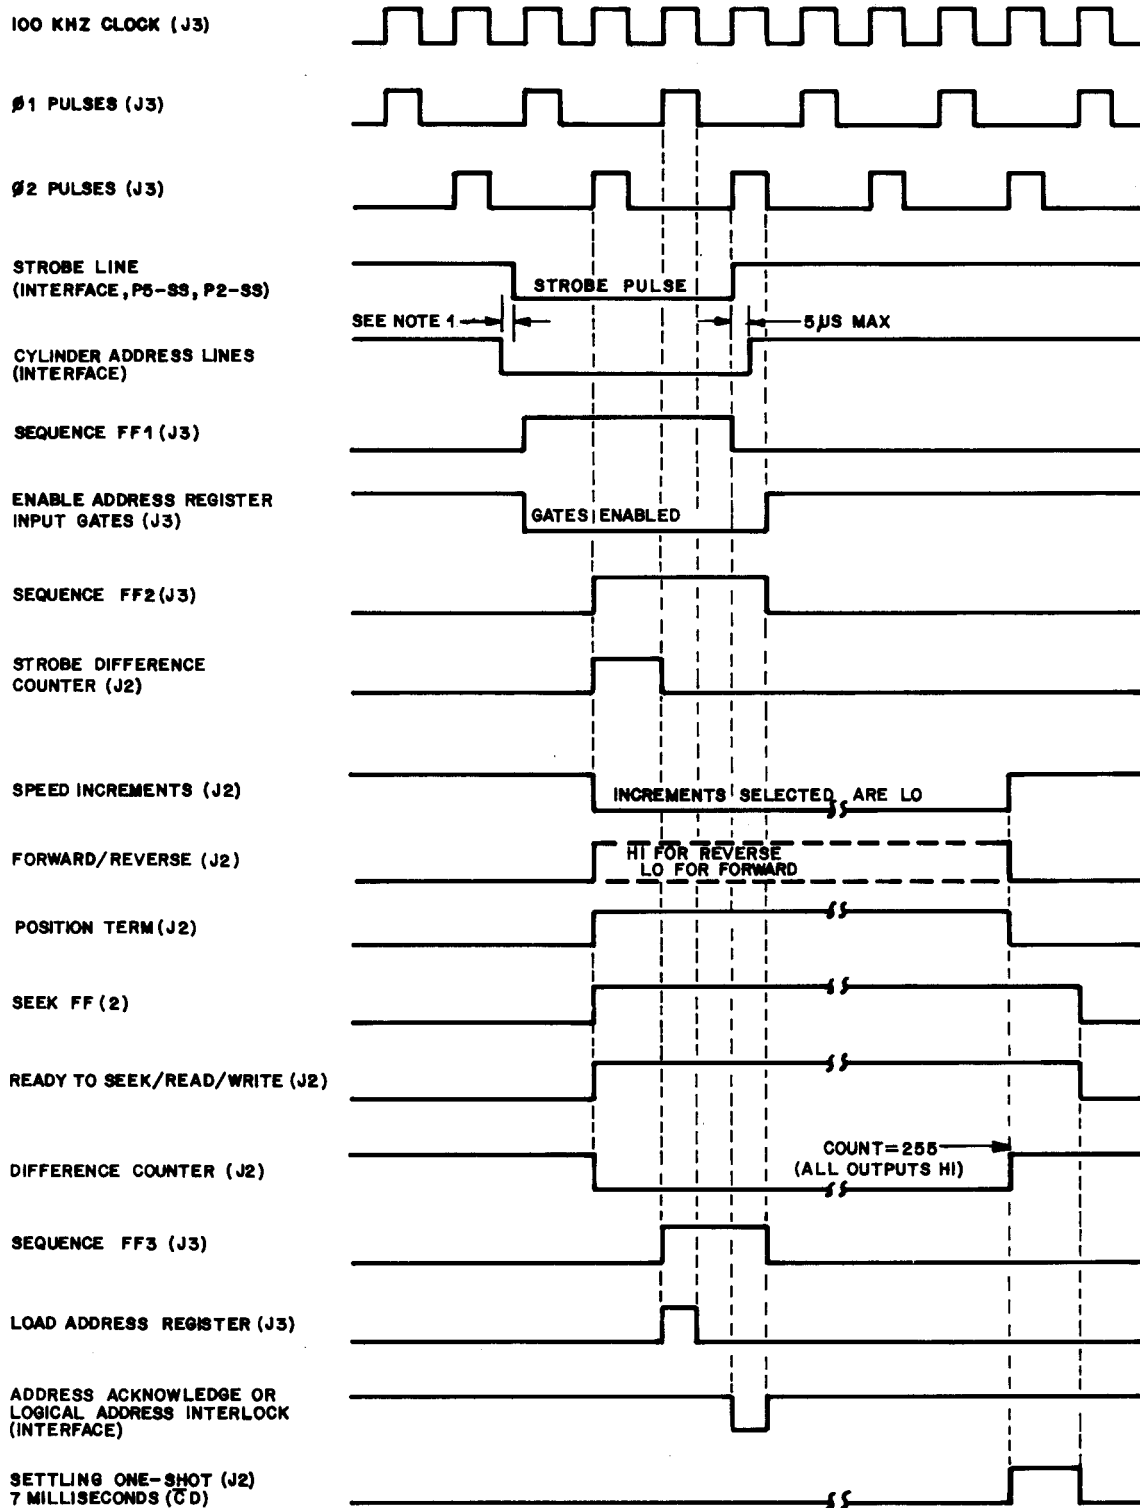 100 KHZ CLOCK (J3)
Ø1 PULSES (J3)
Ø2 PULSES (J3)
STROBE LINE
(INTERFACE, P5-SS, P2-SS)
STROBE PULSE
SEE NOTE 1
5μS MAX
CYLINDER ADDRESS LINES
(INTERFACE)
SEQUENCE FF1 (J3)
ENABLE ADDRESS REGISTER
INPUT GATES (J3)
GATES ENABLED
SEQUENCE FF2 (J3)
STROBE DIFFERENCE
COUNTER (J2)
SPEED INCREMENTS (J2)
INCREMENTS SELECTED ARE LO
FORWARD/REVERSE (J2)
HI FOR REVERSE
LO FOR FORWARD
POSITION TERM (J2)
SEEK FF (2)
READY TO SEEK/READ/WRITE (J2)
DIFFERENCE COUNTER (J2)
COUNT=255
(ALL OUTPUTS HI)
SEQUENCE FF3 (J3)
LOAD ADDRESS REGISTER (J3)
ADDRESS ACKNOWLEDGE OR
LOGICAL ADDRESS INTERLOCK
(INTERFACE)
SETTLING ONE-SHOT (J2)
7 MILLISECONDS (C̅D)